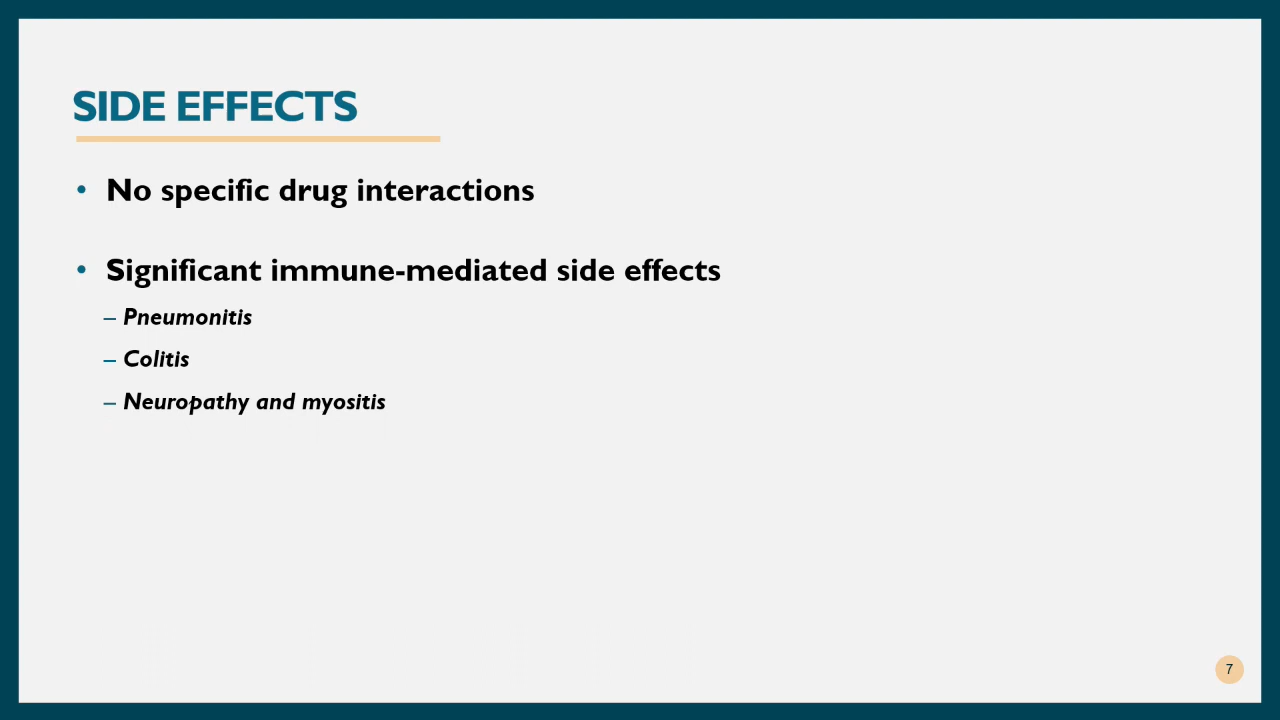 SIDE EFFECTS
• No specific drug interactions
• Significant immune-mediated side effects
– Pneumonitis
– Colitis
– Neuropathy and myositis
7